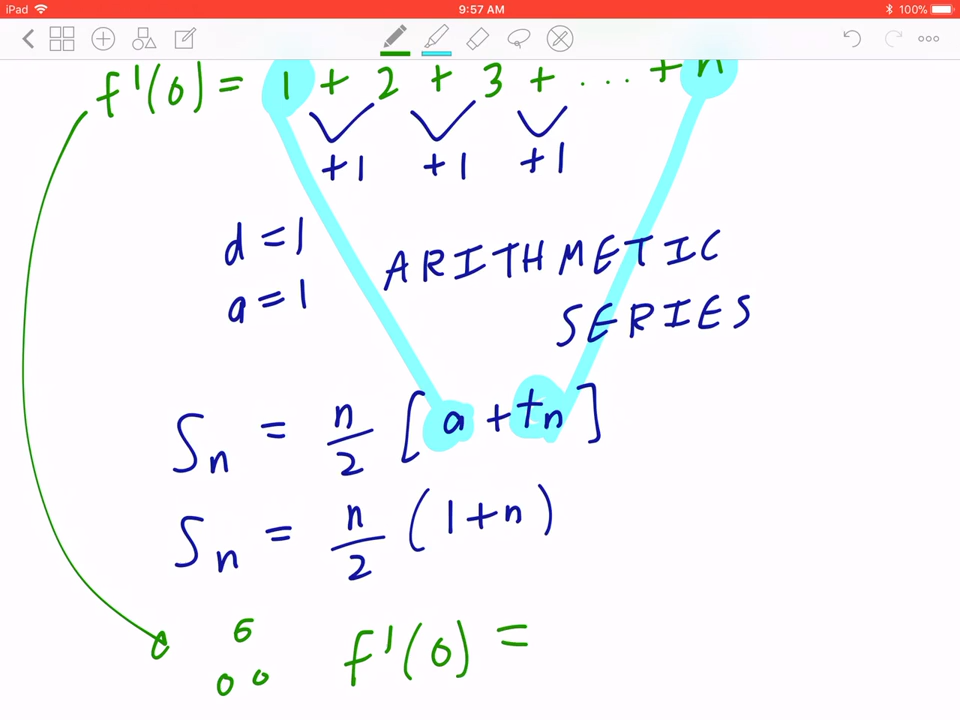 iPad 9:57 AM 100%
f'(0) = 1 + 2 + 3 + ... + n
+1 +1 +1
d = 1
a = 1
ARITHMETIC
SERIES
Sn = n/2 [a + tn]
Sn = n/2 (1+n)
∴ f'(0) =